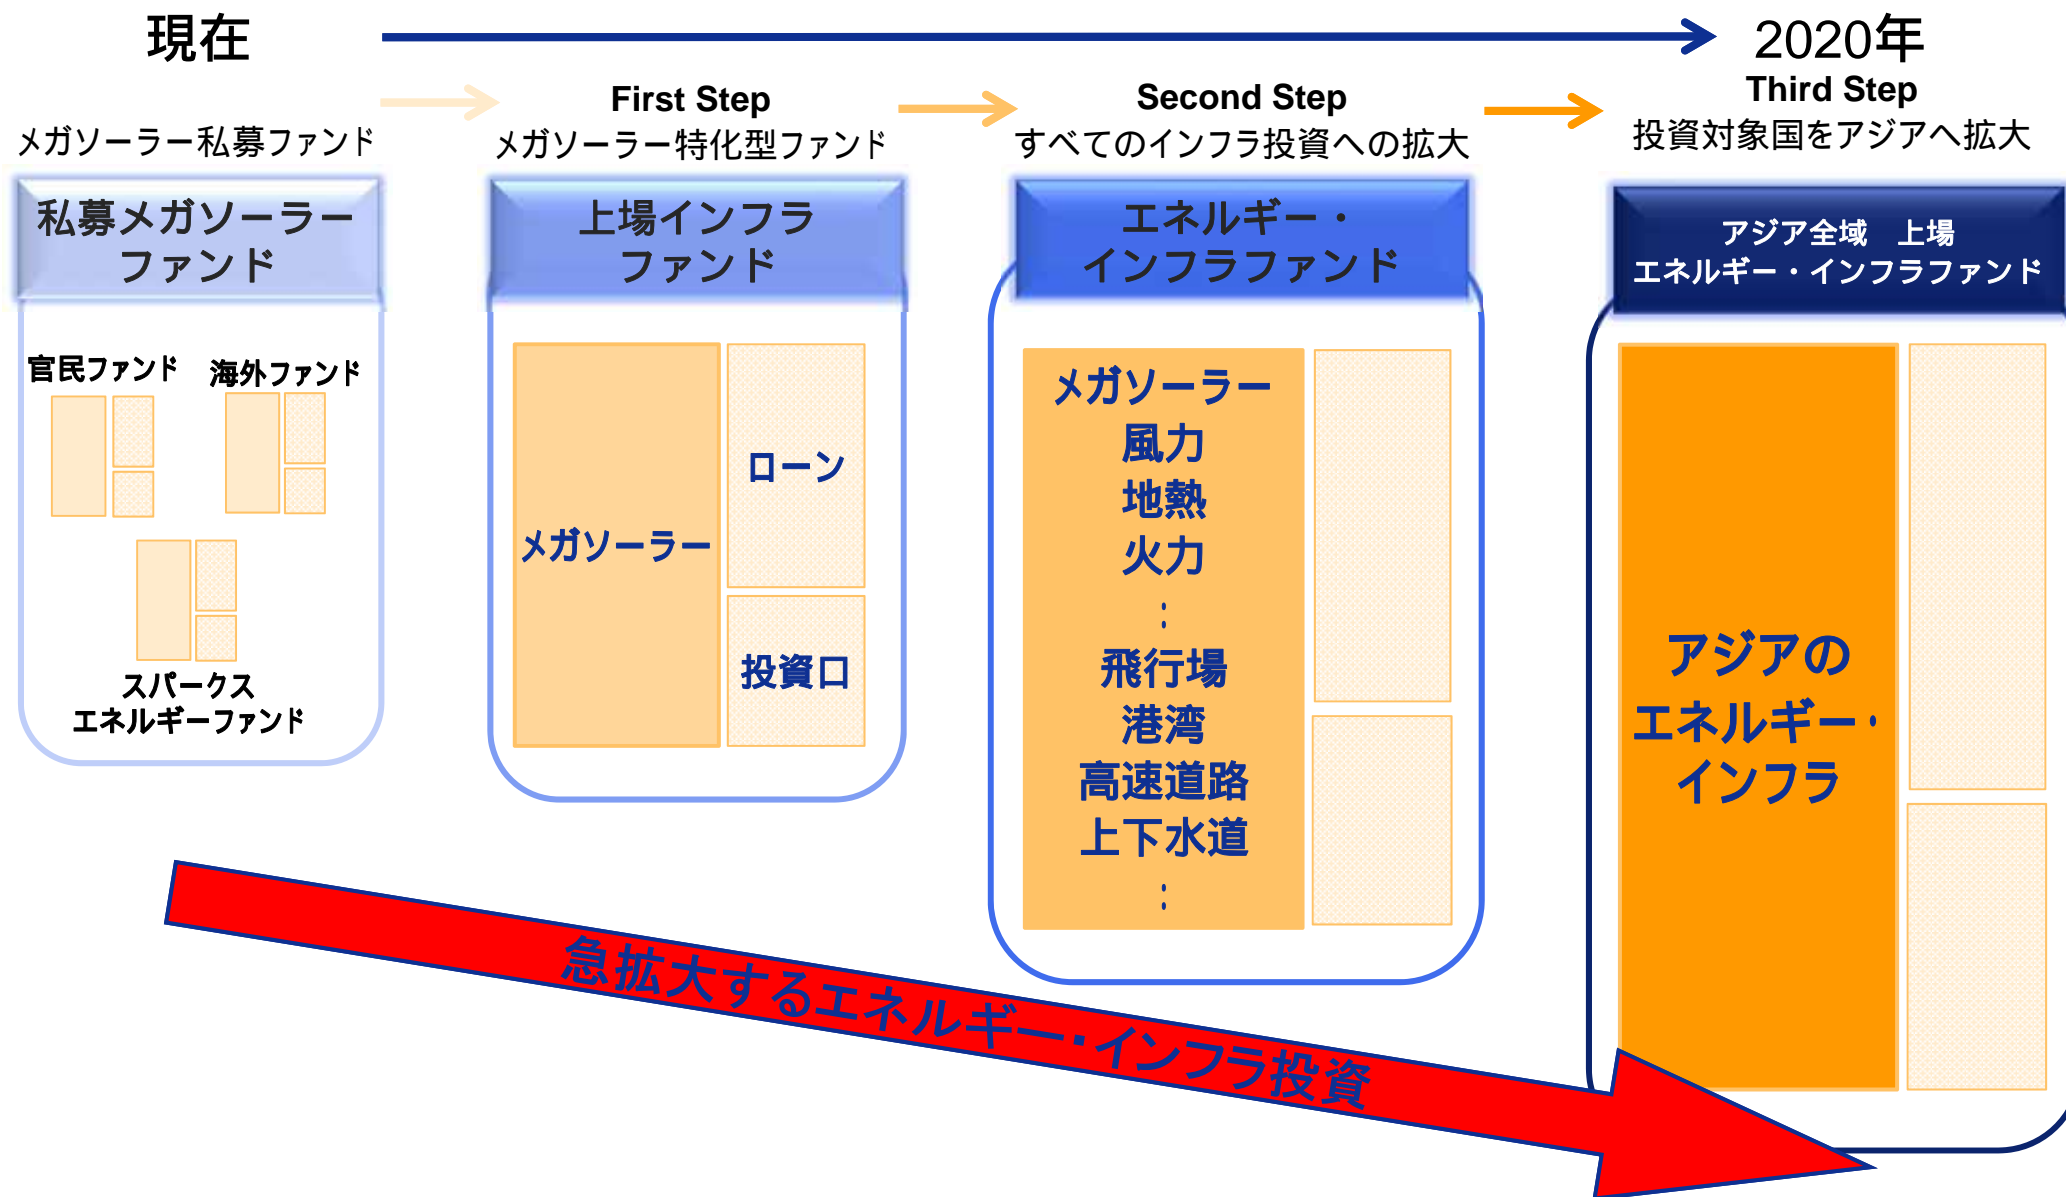 現在
2020年
メガソーラー私募ファンド
私募メガソーラー
ファンド
官民ファンド
海外ファンド
スパークス
エネルギーファンド
First Step
メガソーラー特化型ファンド
上場インフラ
ファンド
メガソーラー
ローン
投資口
Second Step
すべてのインフラ投資への拡大
エネルギー・
インフラファンド
メガソーラー
風力
地熱
火力
:
飛行場
港湾
高速道路
上下水道
:
Third Step
投資対象国をアジアへ拡大
アジア全域　上場
エネルギー・インフラファンド
アジアの
エネルギー・
インフラ
急拡大するエネルギー・インフラ投資